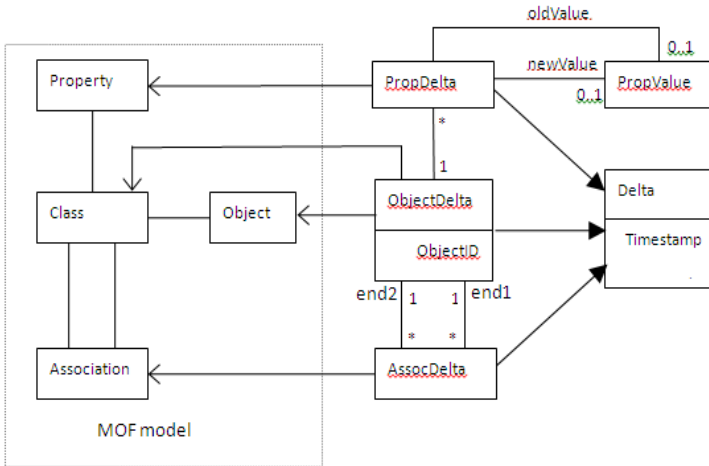 oldValue
0..1
Property
PropDelta
newValue
PropValue
0..1
*
1
Delta
Class
Object
ObjectDelta
Timestamp
ObjectID
end2
1
1
end1
*
*
Association
AssocDelta
MOF model